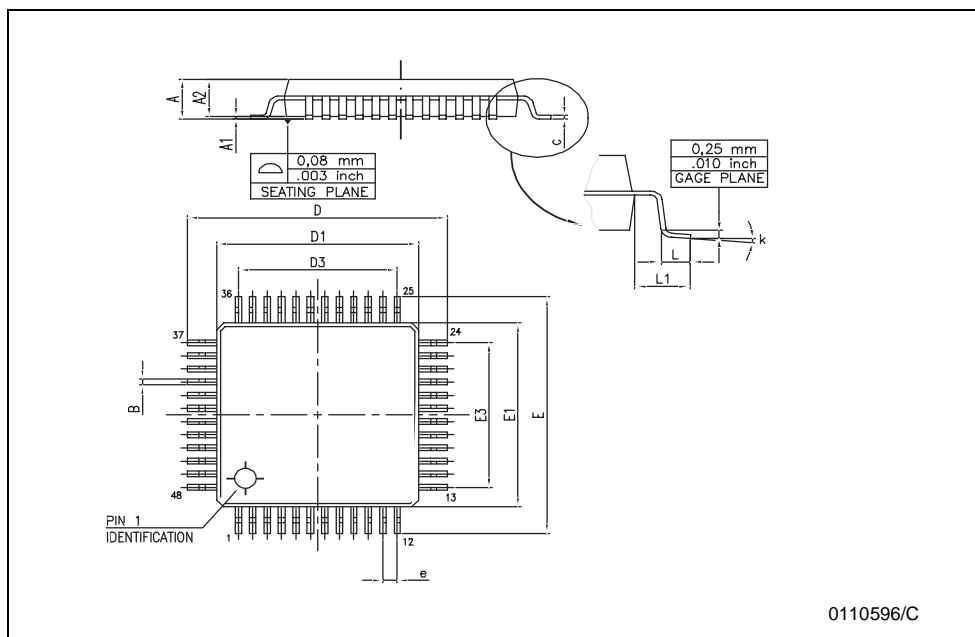 A
A2
A1
c
0,08 mm
.003 inch
SEATING PLANE
0,25 mm
.010 inch
GAGE PLANE
k
L
L1
D
D1
D3
36
25
37
24
B
E3
E1
E
48
13
PIN 1
IDENTIFICATION
1
12
e
0110596/C